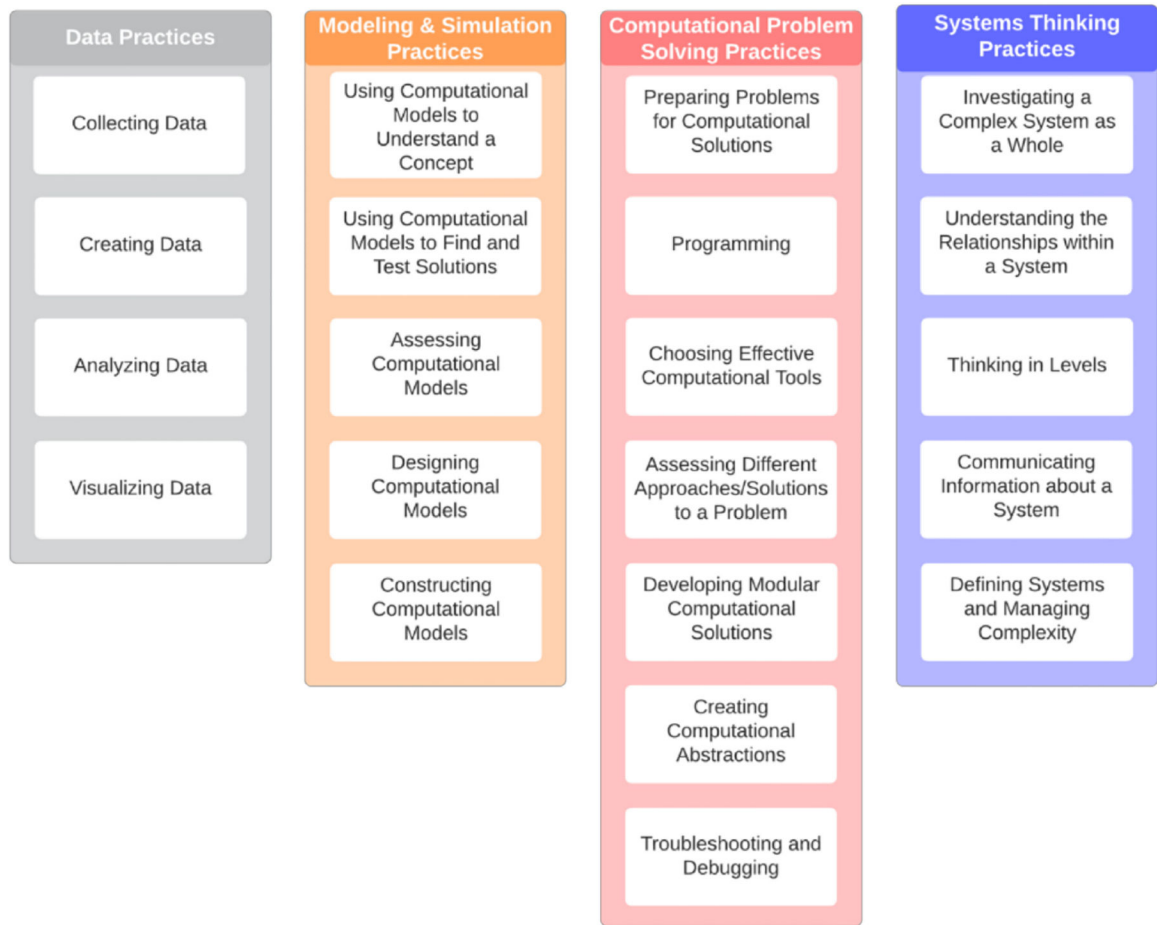 Data Practices
Collecting Data
Creating Data
Analyzing Data
Visualizing Data
Modeling & Simulation
Practices
Using Computational
Models to
Understand a
Concept
Using Computational
Models to Find and
Test Solutions
Assessing
Computational
Models
Designing
Computational
Models
Constructing
Computational
Models
Computational Problem
Solving Practices
Preparing Problems
for Computational
Solutions
Programming
Choosing Effective
Computational Tools
Assessing Different
Approaches/Solutions
to a Problem
Developing Modular
Computational
Solutions
Creating
Computational
Abstractions
Troubleshooting and
Debugging
Systems Thinking
Practices
Investigating a
Complex System as
a Whole
Understanding the
Relationships within
a System
Thinking in Levels
Communicating
Information about a
System
Defining Systems
and Managing
Complexity